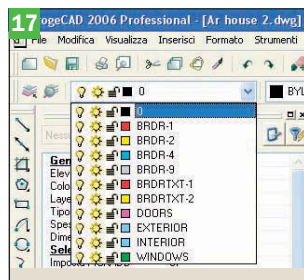 17
ogeCAD 2006 Professional - [Ar house 2.dwg]
File Modifica Visualizza Inserisci Formato Strumenti
0
BYL
0
BRDR-1
BRDR-2
BRDR-4
BRDR-9
BRDRTXT-1
BRDRTXT-2
DOORS
EXTERIOR
INTERIOR
WINDOWS
Ness
Gen
Elev
Colo
Laye
Tipo
Spes
Dime
Sele